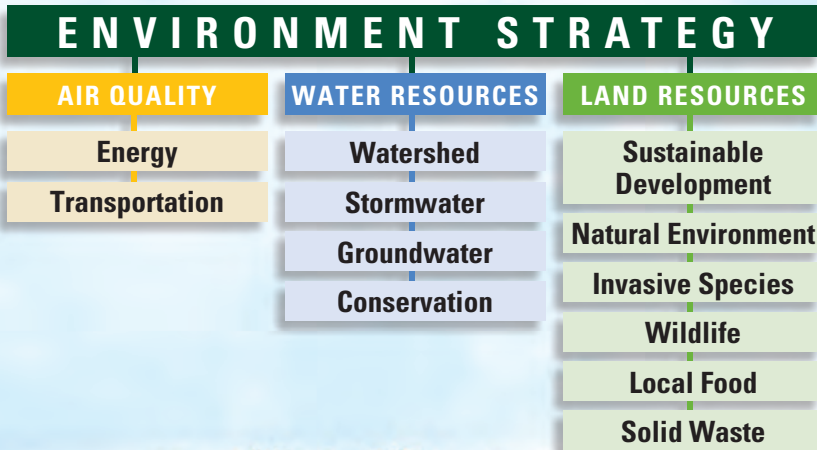 ENVIRONMENT STRATEGY
AIR QUALITY
Energy
Transportation
WATER RESOURCES
Watershed
Stormwater
Groundwater
Conservation
LAND RESOURCES
Sustainable
Development
Natural Environment
Invasive Species
Wildlife
Local Food
Solid Waste